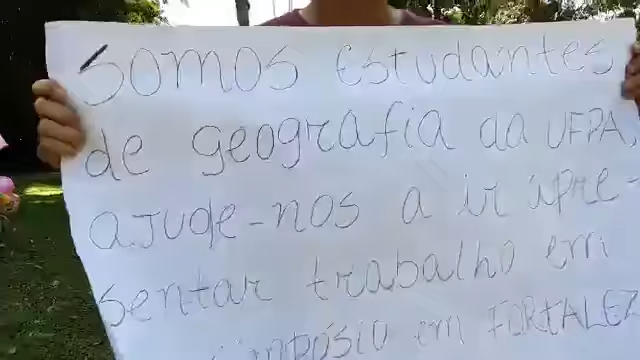 Somos estudantes
de geografia da UFPA,
ajude-nos a ir apre-
sentar trabalho em
simpósio em FORTALEZ